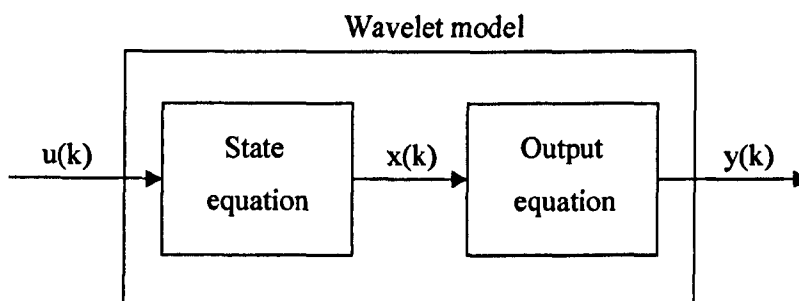 Wavelet model
u(k)
State
equation
x(k)
Output
equation
y(k)